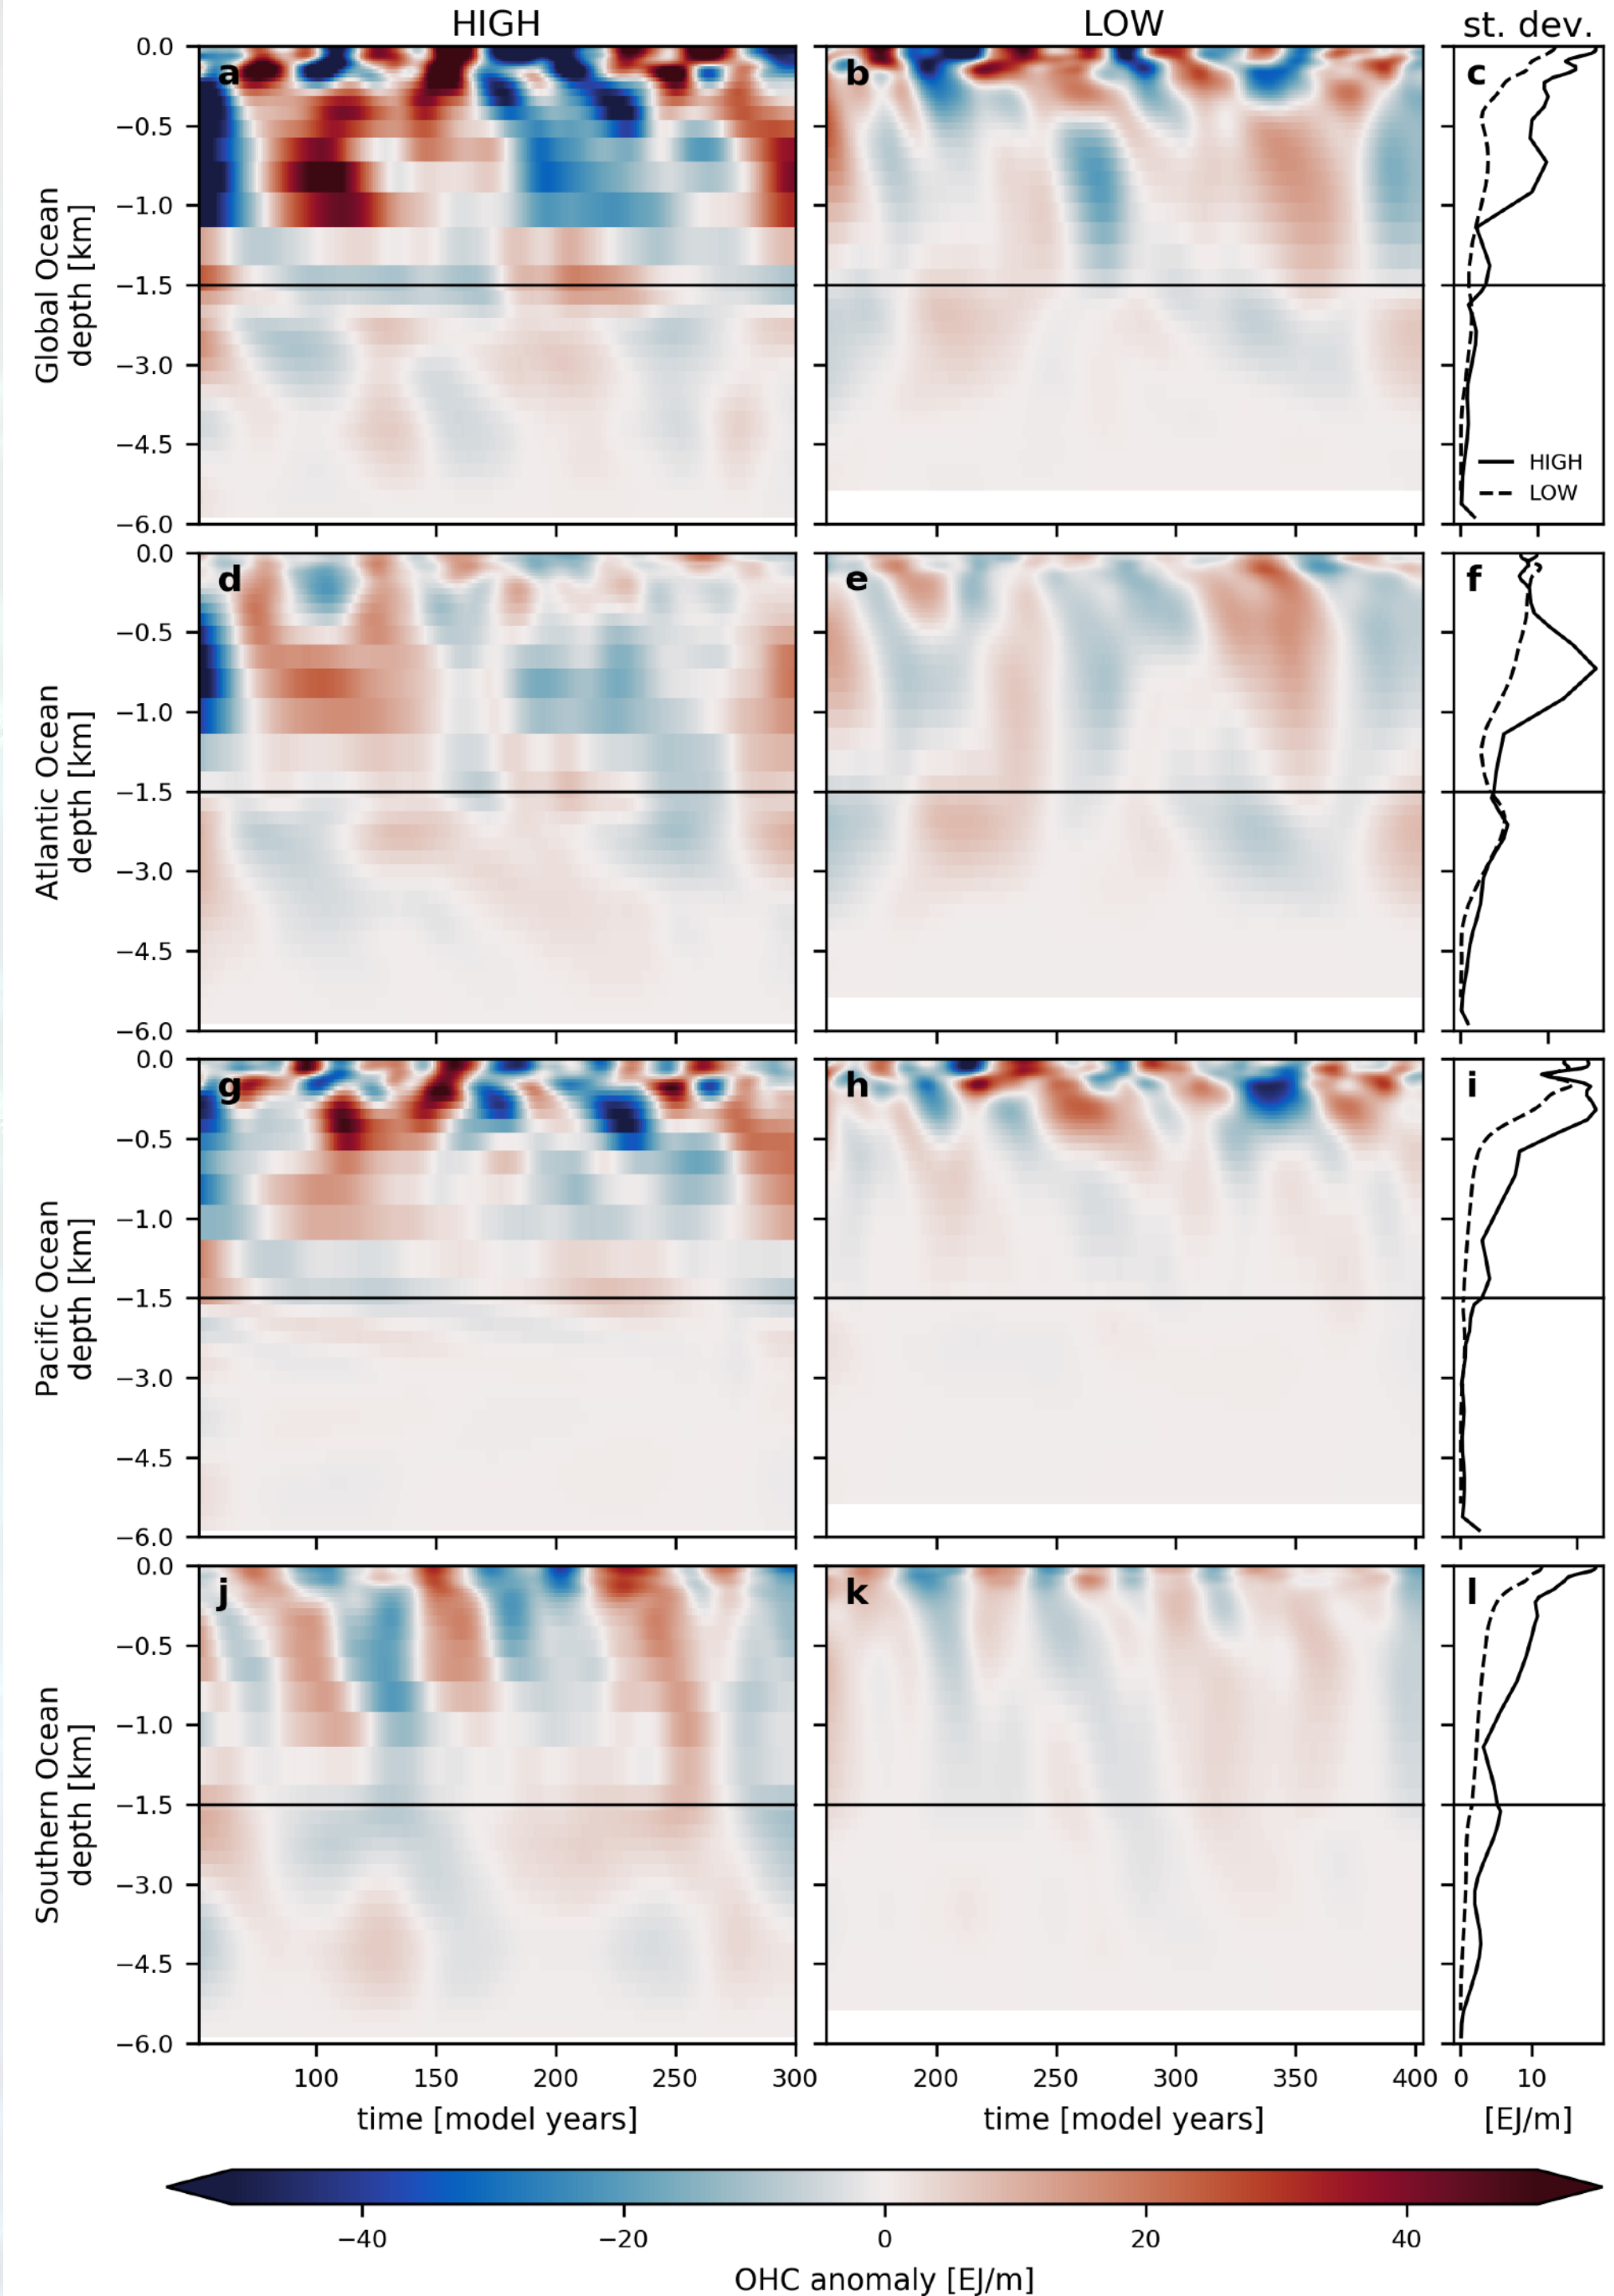 HIGH
LOW
st. dev.
Global Ocean
depth [km]
0.0
−0.5
−1.0
−1.5
−3.0
−4.5
−6.0
a
b
c
HIGH
LOW
Atlantic Ocean
depth [km]
0.0
−0.5
−1.0
−1.5
−3.0
−4.5
−6.0
d
e
f
Pacific Ocean
depth [km]
0.0
−0.5
−1.0
−1.5
−3.0
−4.5
−6.0
g
h
i
Southern Ocean
depth [km]
0.0
−0.5
−1.0
−1.5
−3.0
−4.5
−6.0
j
k
l
100 150 200 250 300
200 250 300 350 400
0 10
time [model years]
time [model years]
[EJ/m]
−40 −20 0 20 40
OHC anomaly [EJ/m]